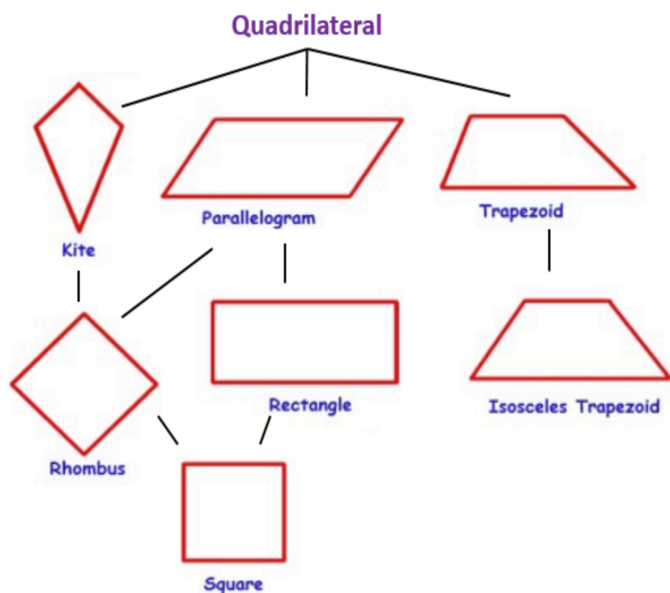 Quadrilateral
Kite
Parallelogram
Trapezoid
Rhombus
Rectangle
Isosceles Trapezoid
Square